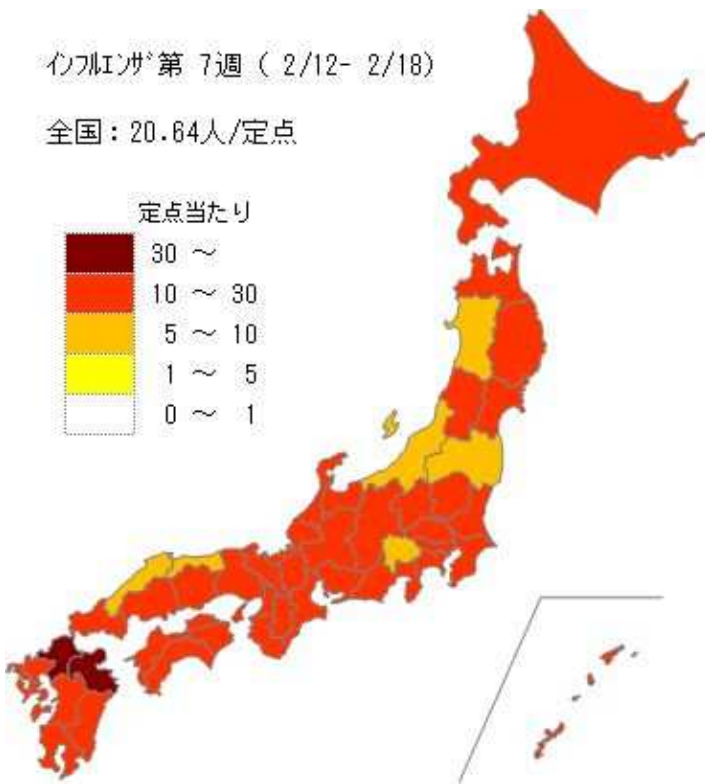 インフルエンザ第 7週 ( 2/12- 2/18)
全国：20.64人/定点
定点当たり
30 ～
10 ～ 30
5 ～ 10
1 ～ 5
0 ～ 1